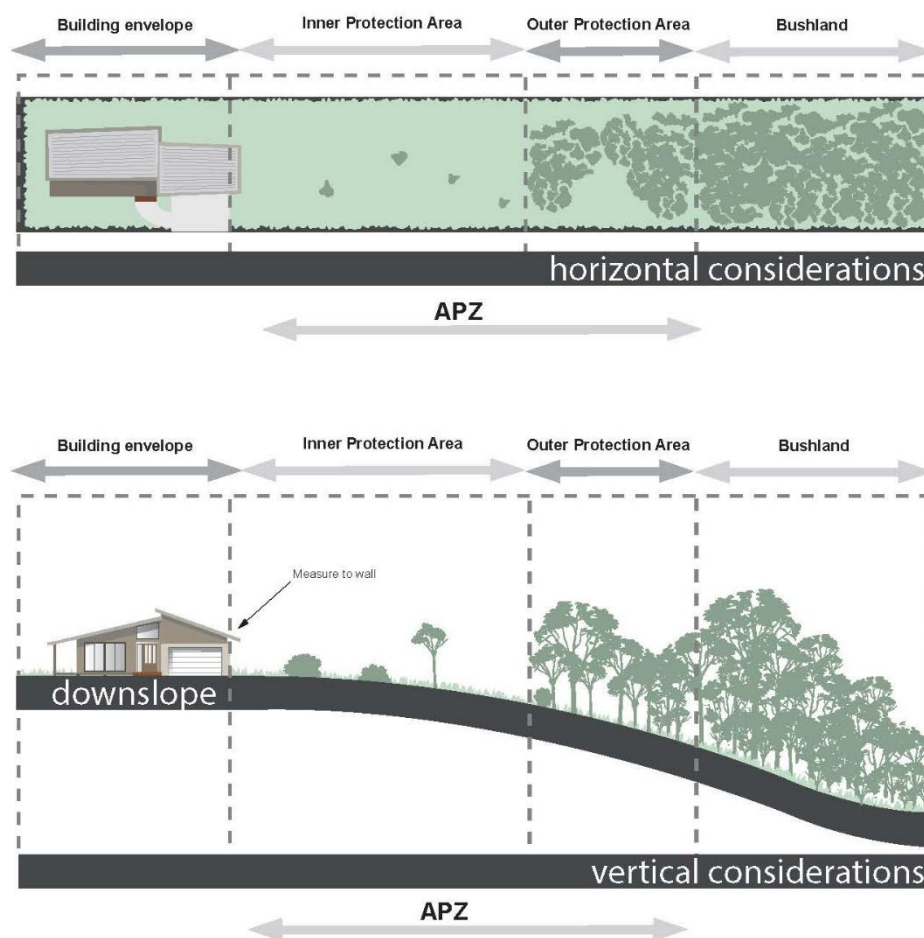 Building envelope
Inner Protection Area
Outer Protection Area
Bushland
horizontal considerations
APZ
Building envelope
Inner Protection Area
Outer Protection Area
Bushland
Measure to wall
downslope
vertical considerations
APZ